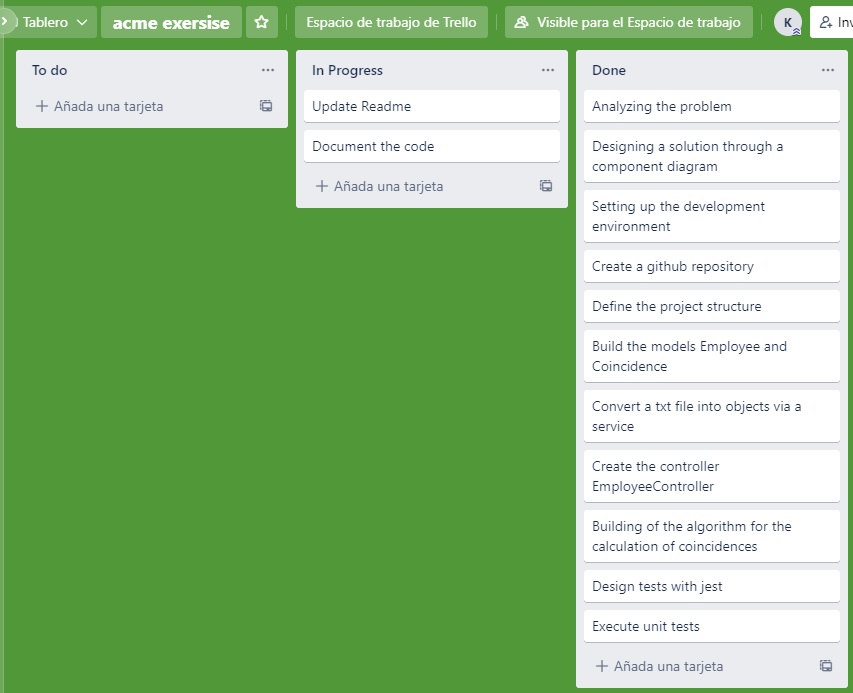 Tablero
acme exersise
Espacio de trabajo de Trello
Visible para el Espacio de trabajo
K
To do
Añada una tarjeta
In Progress
Update Readme
Document the code
Añada una tarjeta
Done
Analyzing the problem
Designing a solution through a
component diagram
Setting up the development
environment
Create a github repository
Define the project structure
Build the models Employee and
Coincidence
Convert a txt file into objects via a
service
Create the controller
EmployeeController
Building of the algorithm for the
calculation of coincidences
Design tests with jest
Execute unit tests
Añada una tarjeta